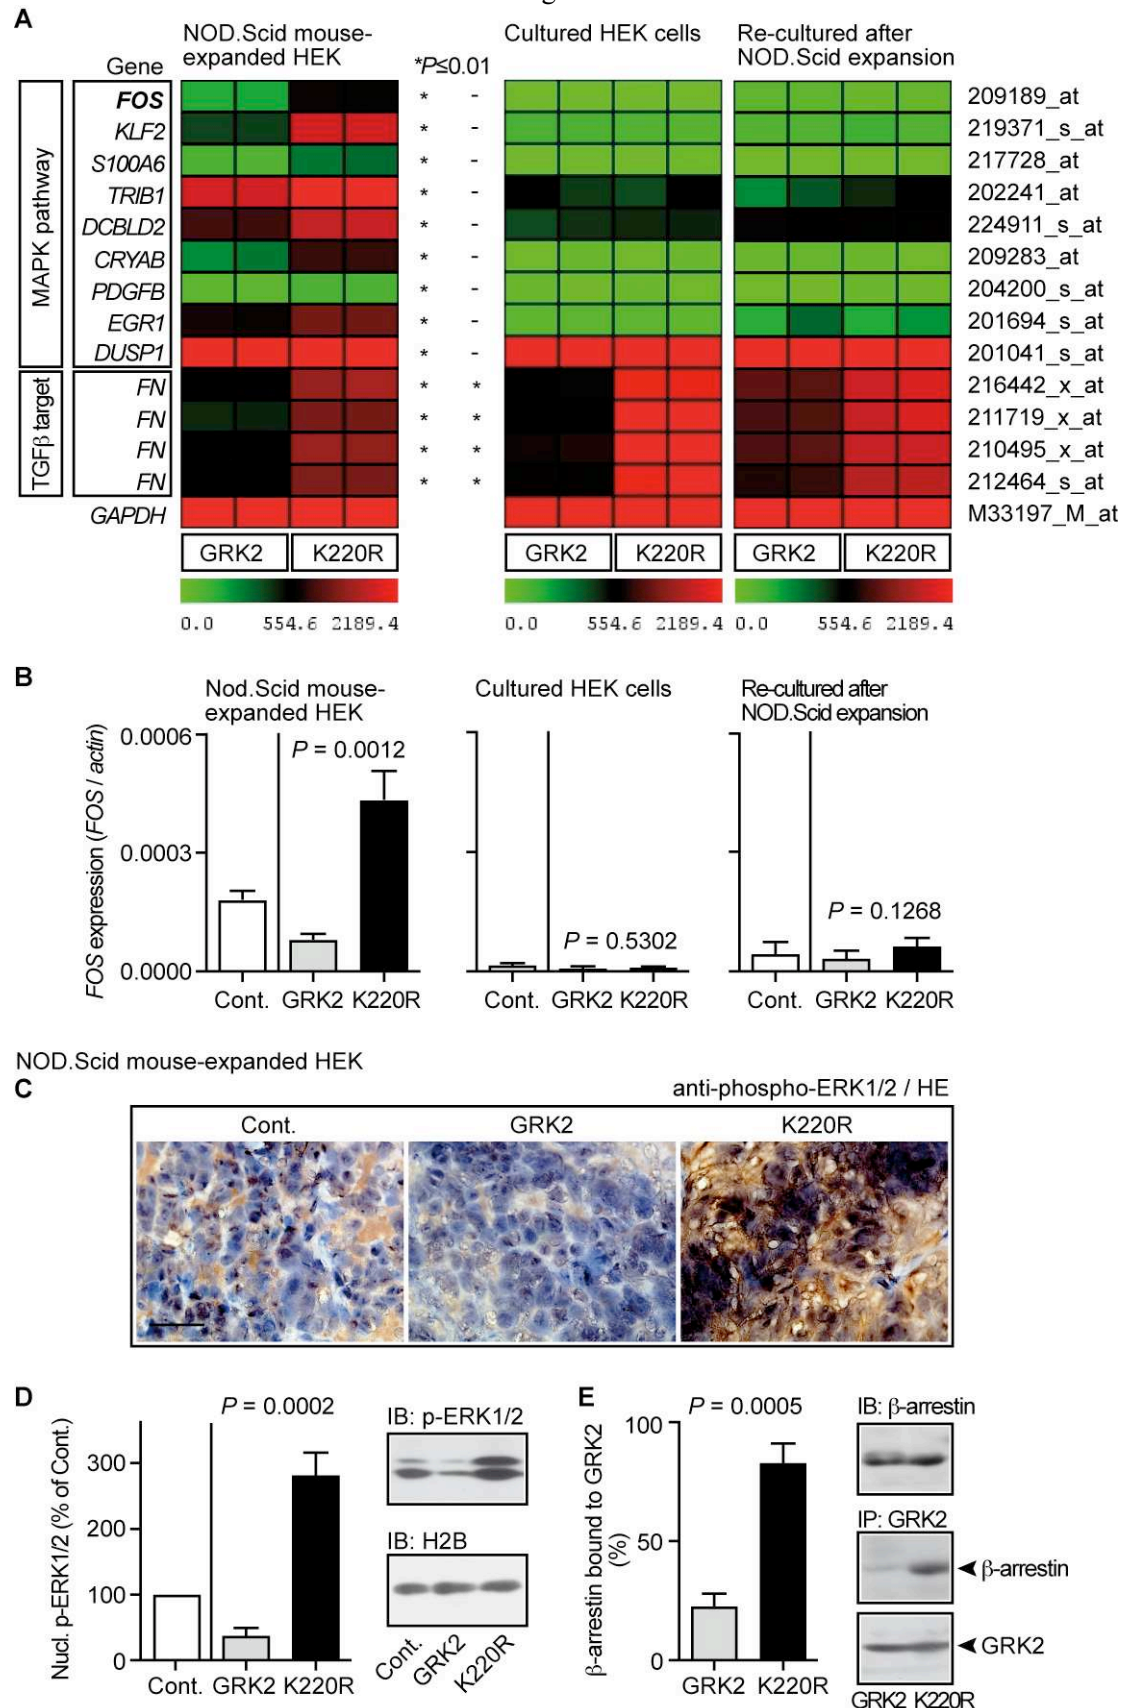 A
NOD.Scid mouse-
expanded HEK
Cultured HEK cells
Re-cultured after
NOD.Scid expansion
Gene
*P≤0.01
MAPK pathway
FOS * - 209189_at
KLF2 * - 219371_s_at
S100A6 * - 217728_at
TRIB1 * - 202241_at
DCBLD2 * - 224911_s_at
CRYAB * - 209283_at
PDGFB * - 204200_s_at
EGR1 * - 201694_s_at
DUSP1 * - 201041_s_at
TGFβ target
FN * * 216442_x_at
FN * * 211719_x_at
FN * * 210495_x_at
FN * * 212464_s_at
GAPDH M33197_M_at
GRK2 K220R GRK2 K220R GRK2 K220R
0.0 554.6 2189.4 0.0 554.6 2189.4 0.0 554.6 2189.4
B
Nod.Scid mouse-
expanded HEK
Cultured HEK cells
Re-cultured after
NOD.Scid expansion
FOS expression (FOS / actin)
0.0006
0.0003
0.0000
P = 0.0012
P = 0.5302
P = 0.1268
Cont. GRK2 K220R Cont. GRK2 K220R Cont. GRK2 K220R
NOD.Scid mouse-expanded HEK
C
anti-phospho-ERK1/2 / HE
Cont. GRK2 K220R
D
P = 0.0002
Nucl. p-ERK1/2 (% of Cont.)
300
200
100
0
Cont. GRK2 K220R
IB: p-ERK1/2
IB: H2B
Cont. GRK2 K220R
E
P = 0.0005
β-arrestin bound to GRK2
(%)
100
50
0
GRK2 K220R
IB: β-arrestin
IP: GRK2
β-arrestin
GRK2
GRK2 K220R